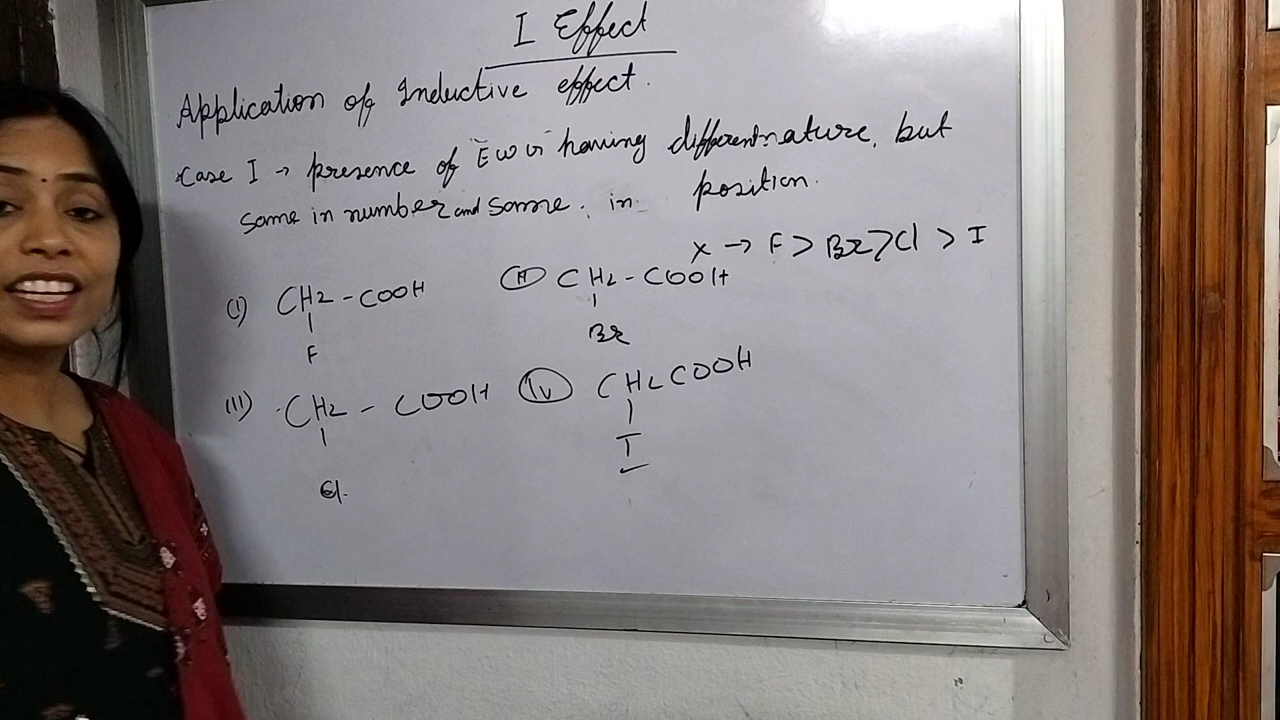 I Effect
Application of Inductive effect.
Case I → presence of EWG having different nature, but
same in number and same in position.
X → F > Br > Cl > I
(I) CH2 - COOH (II) CH2 - COOH
F Br
(III) CH2 - COOH (IV) CH2COOH
Cl. I